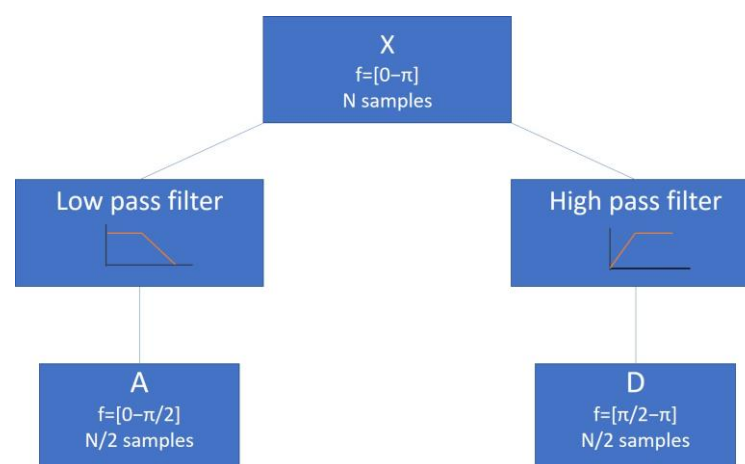 X
f=[0−π]
N samples
Low pass filter
High pass filter
A
f=[0−π/2]
N/2 samples
D
f=[π/2−π]
N/2 samples